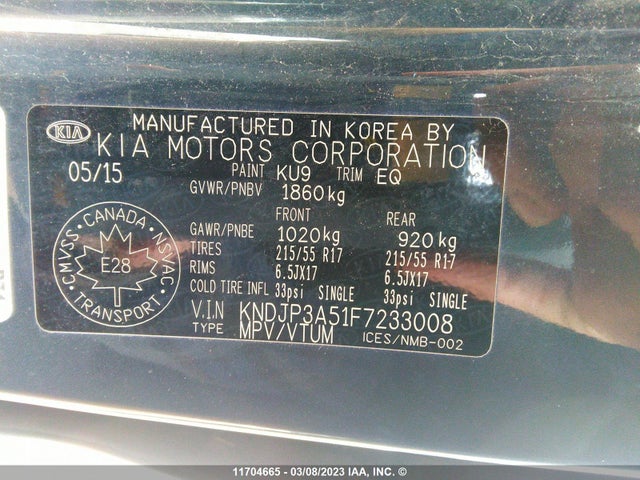 KIA
MANUFACTURED IN KOREA BY
KIA MOTORS CORPORATION
05/15 PAINT KU9 TRIM EQ
GVWR/PNBV 1860kg
FRONT REAR
GAWR/PNBE 1020kg 920kg
TIRES 215/55 R17 215/55 R17
RIMS 6.5JX17 6.5JX17
COLD TIRE INFL 33psi SINGLE 33psi SINGLE
CANADA
CMVSS NSVAC
E28
TRANSPORT
V.I.N KNDJP3A51F7233008
TYPE MPV/VTUM ICES/NMB-002
11704665 - 03/08/2023 IAA, INC. ©